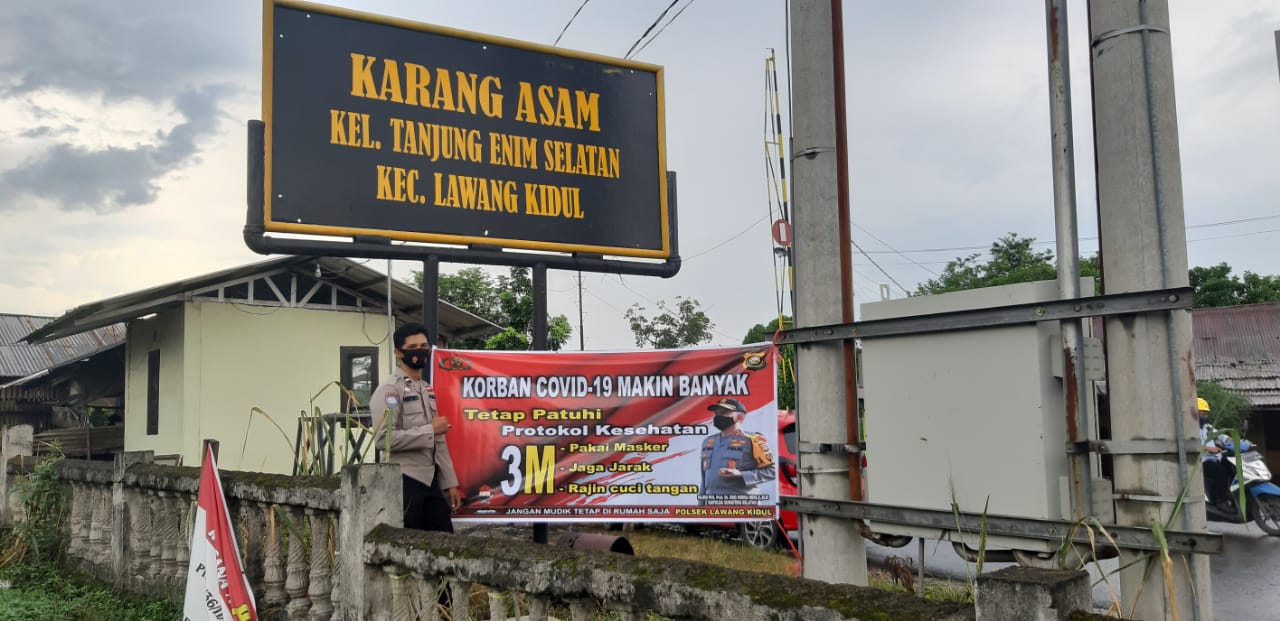 KARANG ASAM
KEL. TANJUNG ENIM SELATAN
KEC. LAWANG KIDUL
KORBAN COVID-19 MAKIN BANYAK
Tetap Patuhi
Protokol Kesehatan
3M
- Pakai Masker
- Jaga Jarak
- Rajin cuci tangan
JANGAN MUDIK TETAP DI RUMAH SAJA
POLSEK LAWANG KIDUL